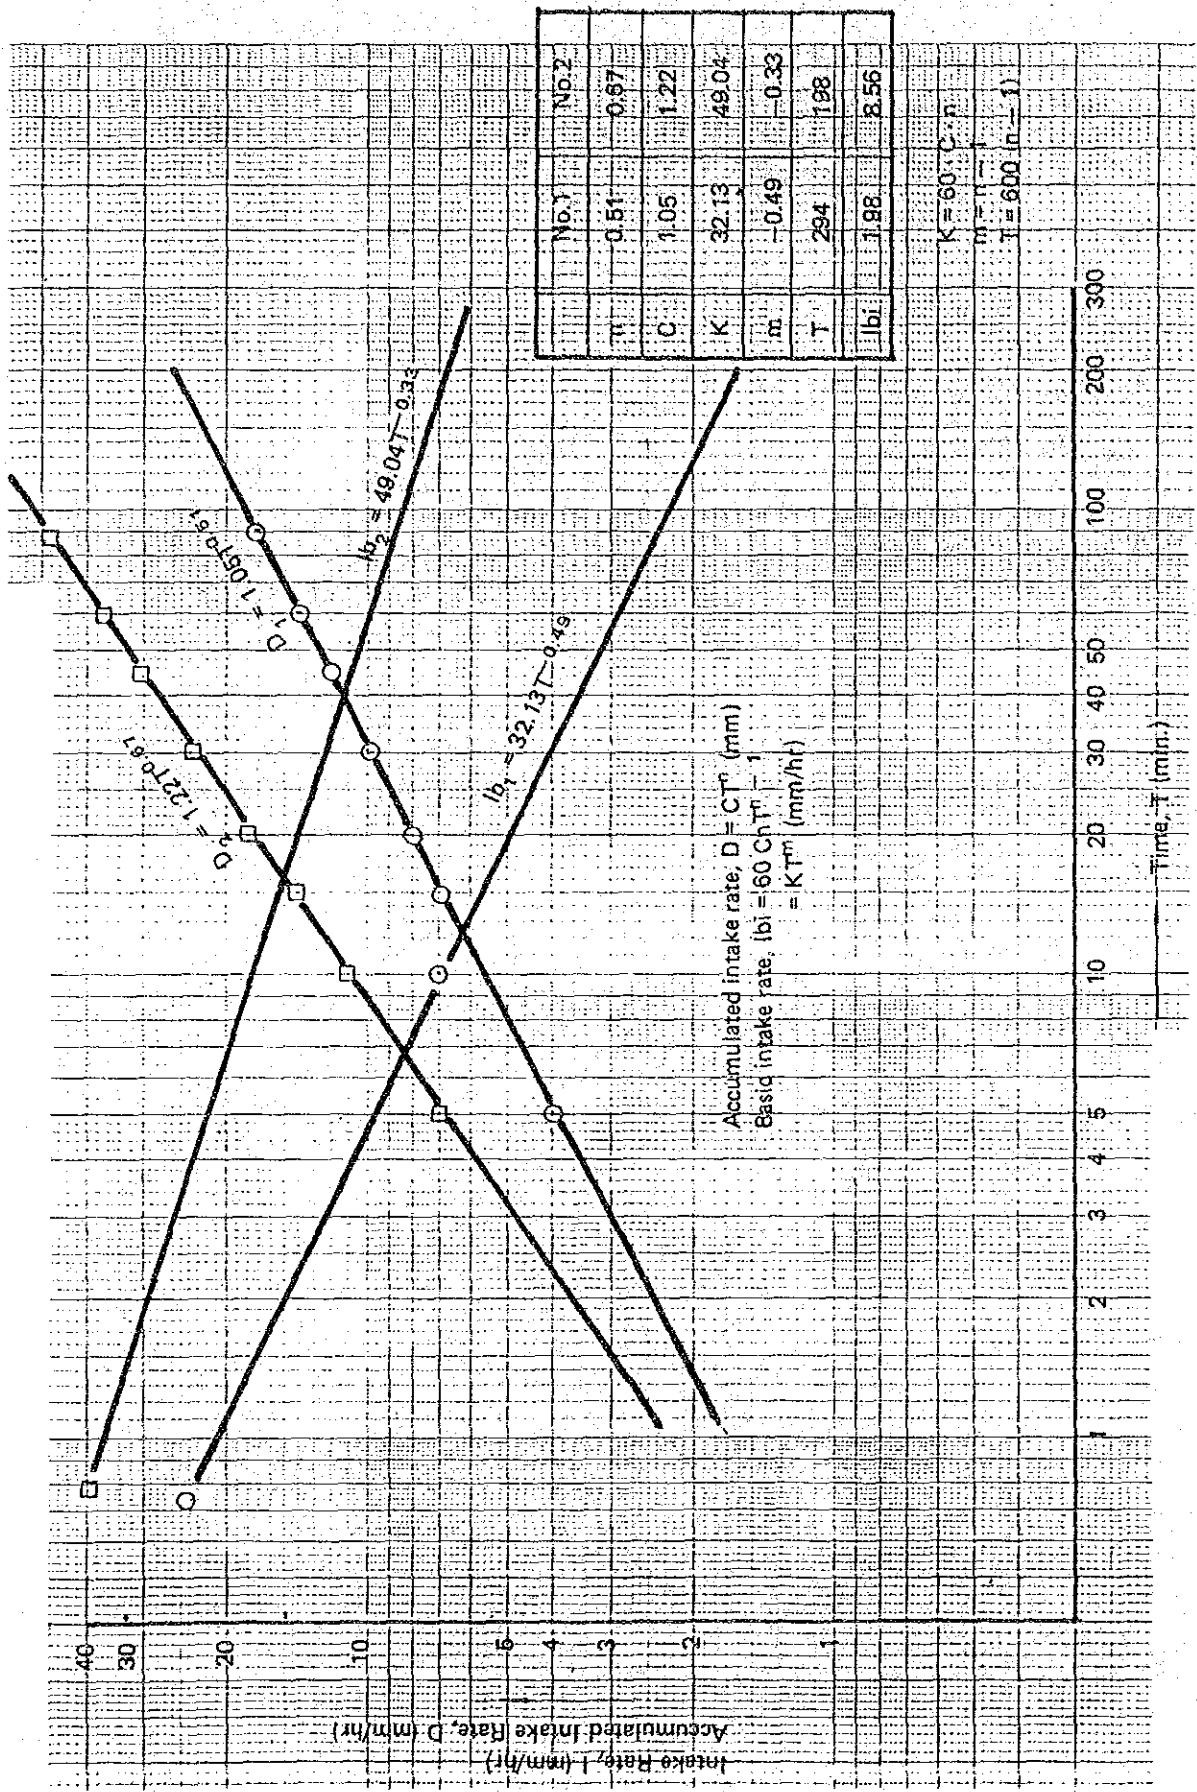 No.1 No.2
n 0.51 0.67
C 1.05 1.22
K 32.13 49.04
m -0.49 -0.33
T 294 198
Ibi 1.98 8.56
K = 60 · C · n
m = n - 1
T = 600 (n - 1)
D₂ = 1.22T^0.67
D₁ = 1.05T^0.51
Ib₂ = 49.04T-0.33
Ib₁ = 32.13T-0.49
Accumulated intake rate, D = CTⁿ (mm)
Basic intake rate, Ibi = 60 CnTⁿ - 1
= KTᵐ (mm/hr)
40
30
20
10
5
4
3
2
1
Intake Rate, I (mm/hr)
Accumulated Intake Rate, D (mm/hr)
1 2 3 4 5 10 20 30 40 50 100 200 300
Time, T (min.)